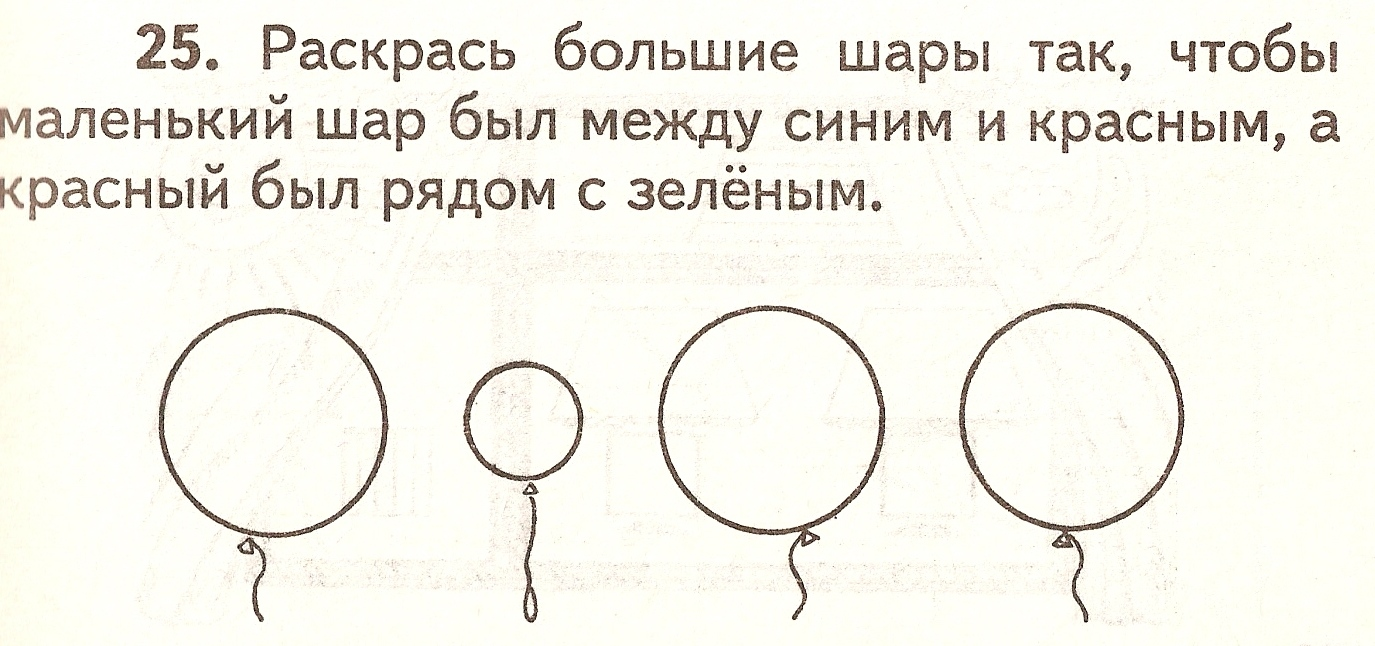 25. Раскрась большие шары так, чтобы
маленький шар был между синим и красным, а
красный был рядом с зелёным.